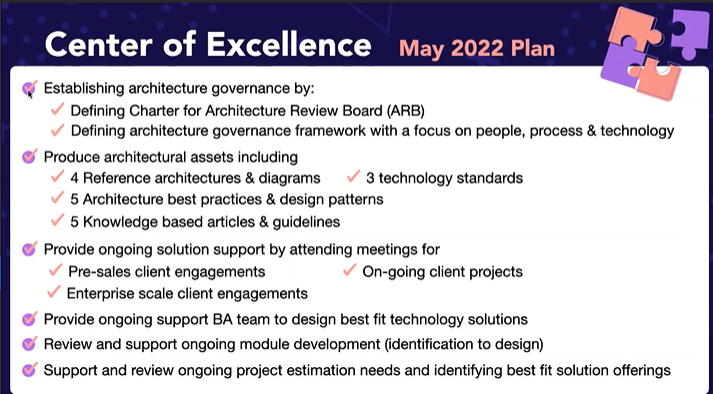 Center of Excellence May 2022 Plan
Establishing architecture governance by:
Defining Charter for Architecture Review Board (ARB)
Defining architecture governance framework with a focus on people, process & technology
Produce architectural assets including
4 Reference architectures & diagrams 3 technology standards
5 Architecture best practices & design patterns
5 Knowledge based articles & guidelines
Provide ongoing solution support by attending meetings for
Pre-sales client engagements On-going client projects
Enterprise scale client engagements
Provide ongoing support BA team to design best fit technology solutions
Review and support ongoing module development (identification to design)
Support and review ongoing project estimation needs and identifying best fit solution offerings